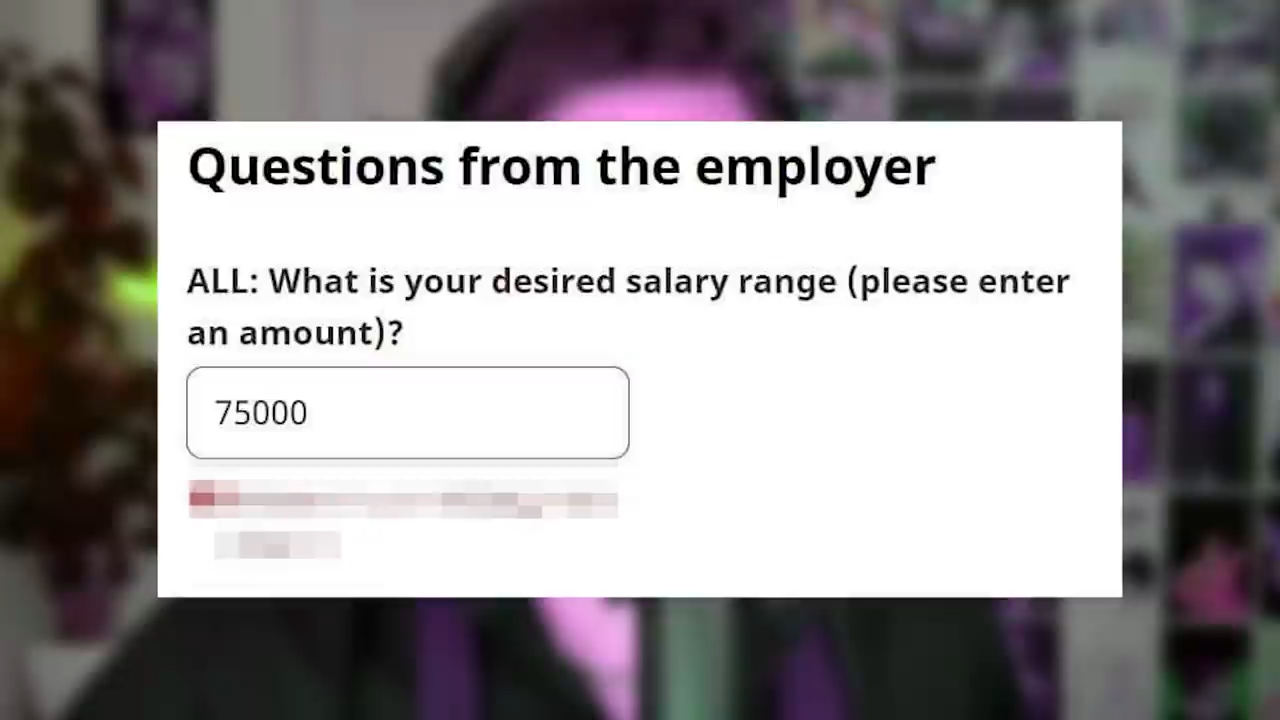 Questions from the employer
ALL: What is your desired salary range (please enter
an amount)?
75000